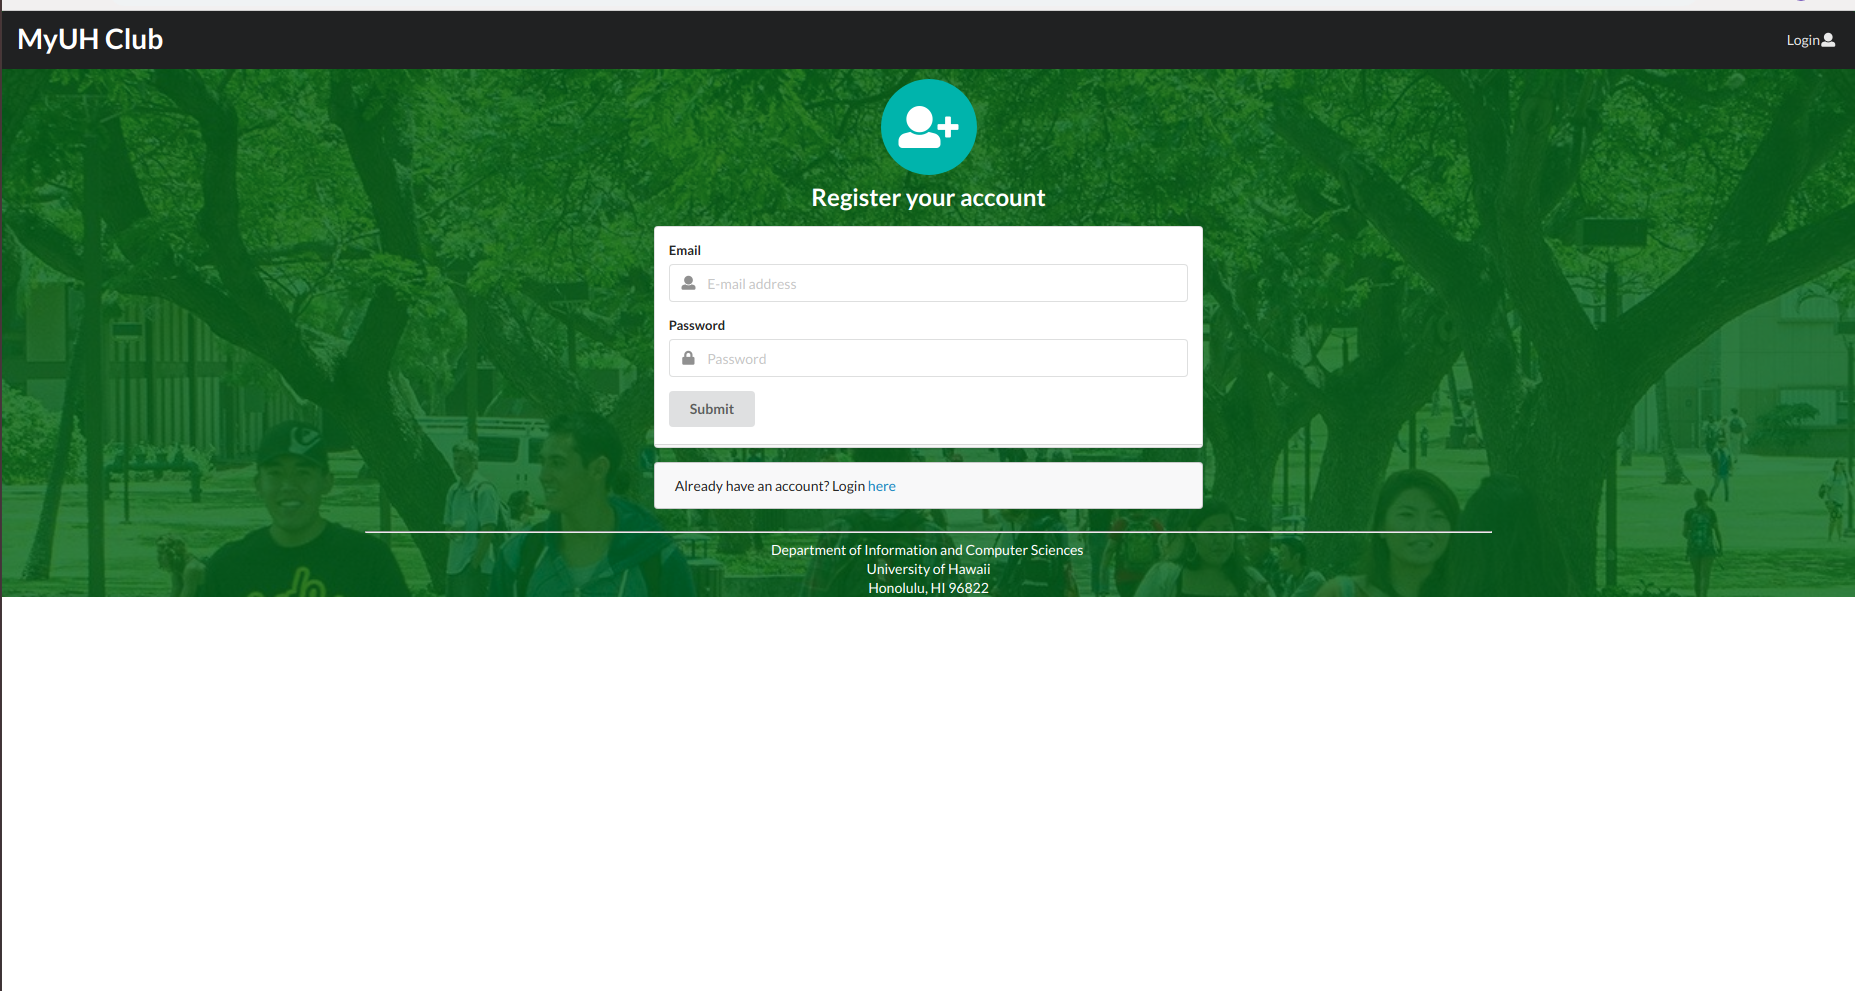 MyUH Club
Login
Register your account
Email
E-mail address
Password
Password
Submit
Already have an account? Login here
Department of Information and Computer Sciences
University of Hawaii
Honolulu, HI 96822